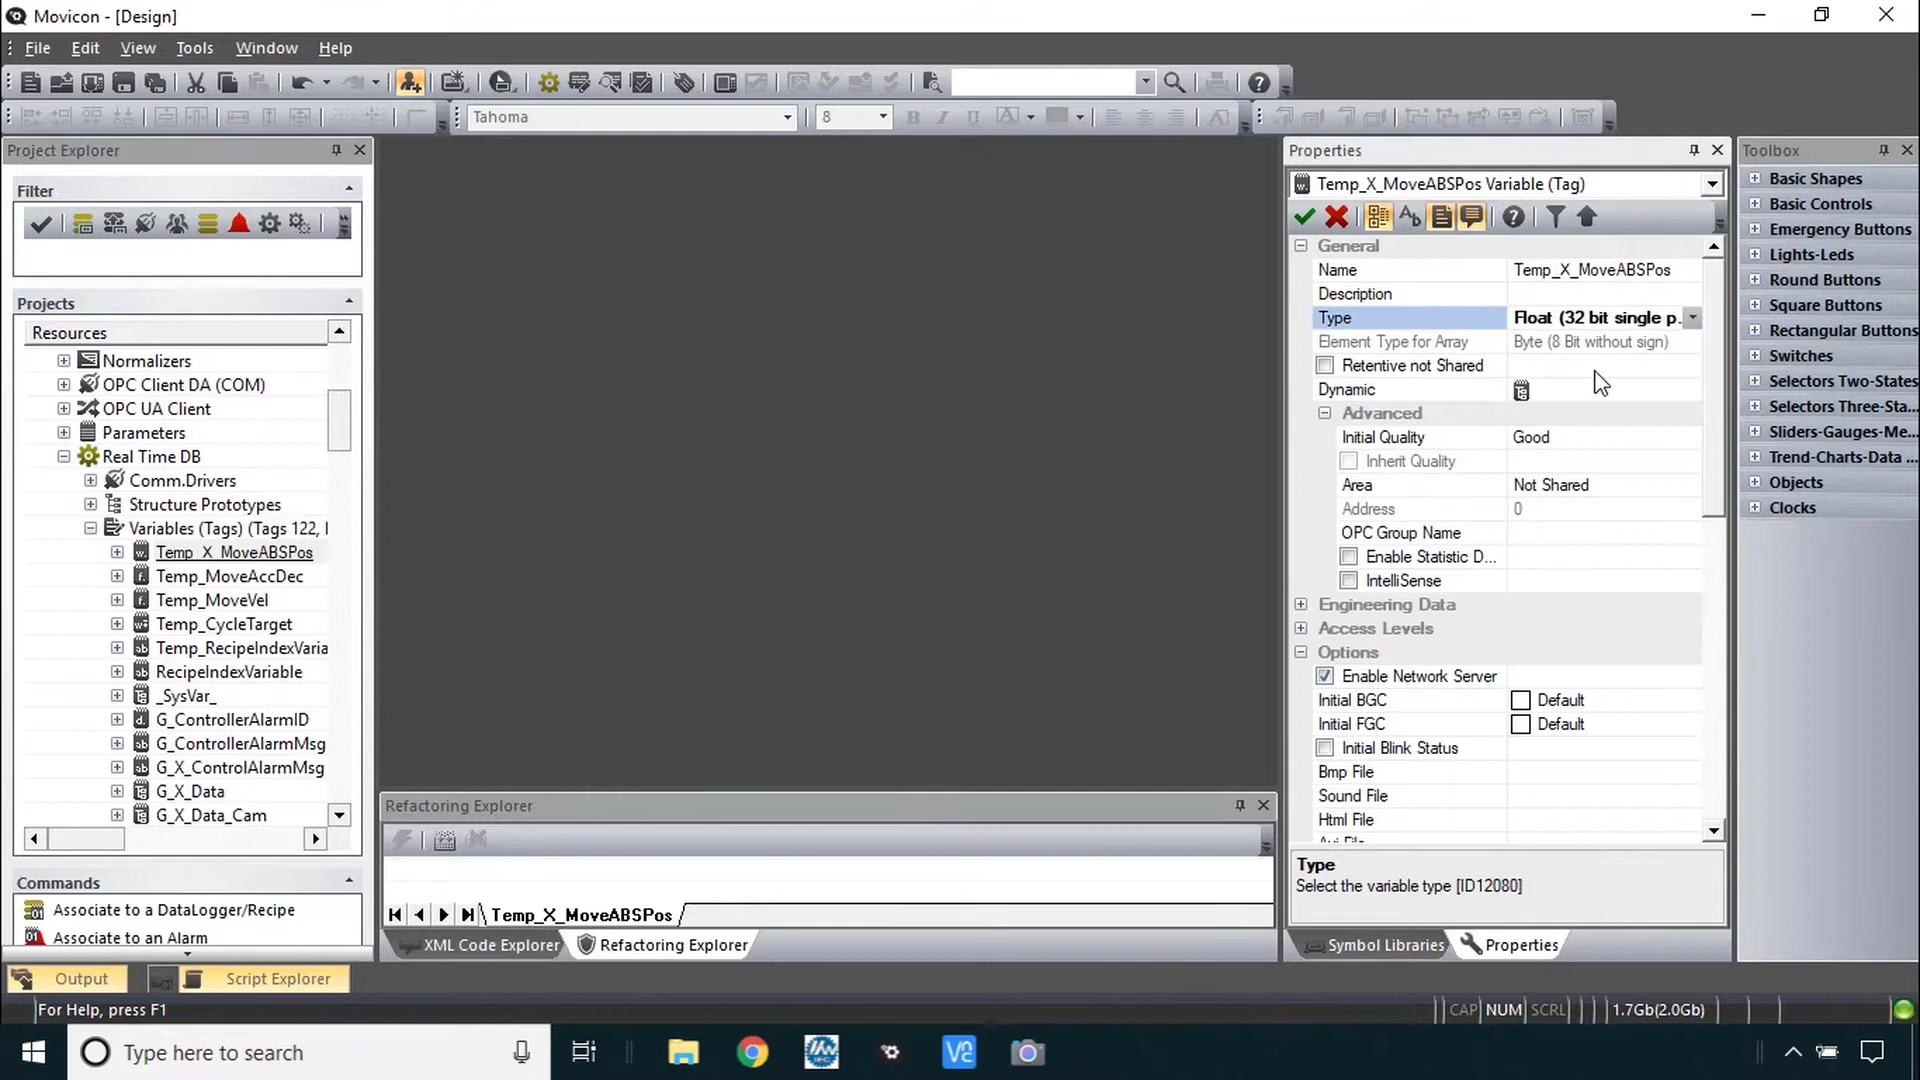 Movicon - [Design]
File Edit View Tools Window Help
Tahoma 8 B I U A
Project Explorer
Filter
Projects
Resources
Normalizers
OPC Client DA (COM)
OPC UA Client
Parameters
Real Time DB
Comm.Drivers
Structure Prototypes
Variables (Tags) (Tags 122, I
Temp_X_MoveABSPos
Temp_MoveAccDec
Temp_MoveVel
Temp_CycleTarget
Temp_RecipeIndexVaria
RecipeIndexVariable
_SysVar_
G_ControllerAlarmID
G_ControllerAlarmMsg
G_X_ControlAlarmMsg
G_X_Data
G_X_Data_Cam
Commands
Associate to a DataLogger/Recipe
Associate to an Alarm
Output
Script Explorer
For Help, press F1
Refactoring Explorer
Temp_X_MoveABSPos
XML Code Explorer
Refactoring Explorer
Properties
Temp_X_MoveABSPos Variable (Tag)
General
Name Temp_X_MoveABSPos
Description
Type Float (32 bit single p...
Element Type for Array Byte (8 Bit without sign)
Retentive not Shared
Dynamic
Advanced
Initial Quality Good
Inherit Quality
Area Not Shared
Address 0
OPC Group Name
Enable Statistic D...
IntelliSense
Engineering Data
Access Levels
Options
Enable Network Server
Initial BGC Default
Initial FGC Default
Initial Blink Status
Bmp File
Sound File
Html File
Type
Select the variable type [ID12080]
Symbol Libraries
Properties
Toolbox
Basic Shapes
Basic Controls
Emergency Buttons
Lights-Leds
Round Buttons
Square Buttons
Rectangular Buttons
Switches
Selectors Two-States
Selectors Three-Sta...
Sliders-Gauges-Me...
Trend-Charts-Data ...
Objects
Clocks
CAP NUM SCRL 1.7Gb(2.0Gb)
Type here to search